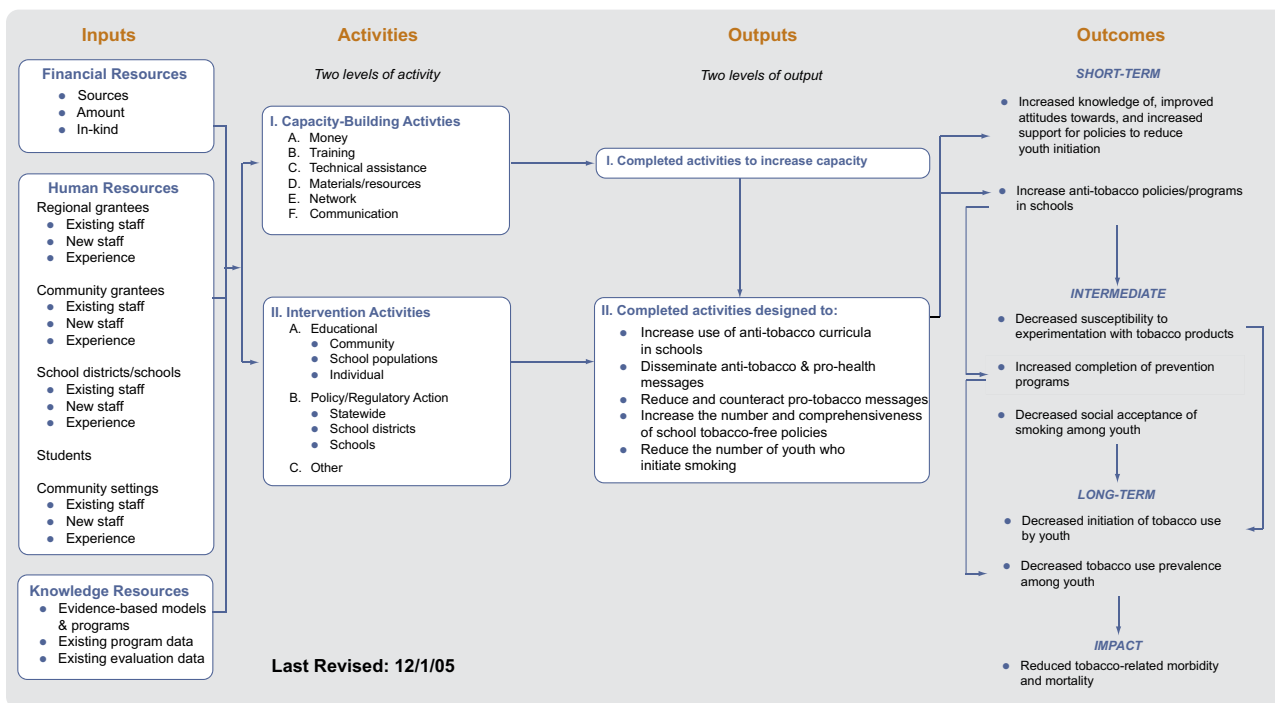 Inputs
Financial Resources
● Sources
● Amount
● In-kind
Human Resources
Regional grantees
● Existing staff
● New staff
● Experience
Community grantees
● Existing staff
● New staff
● Experience
School districts/schools
● Existing staff
● New staff
● Experience
Students
Community settings
● Existing staff
● New staff
● Experience
Knowledge Resources
● Evidence-based models
& programs
● Existing program data
● Existing evaluation data
Activities
Two levels of activity
I. Capacity-Building Activties
A. Money
B. Training
C. Technical assistance
D. Materials/resources
E. Network
F. Communication
II. Intervention Activities
A. Educational
● Community
● School populations
● Individual
B. Policy/Regulatory Action
● Statewide
● School districts
● Schools
C. Other
Last Revised: 12/1/05
Outputs
Two levels of output
I. Completed activities to increase capacity
II. Completed activities designed to:
● Increase use of anti-tobacco curricula
in schools
● Disseminate anti-tobacco & pro-health
messages
● Reduce and counteract pro-tobacco messages
● Increase the number and comprehensiveness
of school tobacco-free policies
● Reduce the number of youth who
initiate smoking
Outcomes
SHORT-TERM
● Increased knowledge of, improved
attitudes towards, and increased
support for policies to reduce
youth initiation
● Increase anti-tobacco policies/programs
in schools
INTERMEDIATE
● Decreased susceptibility to
experimentation with tobacco products
● Increased completion of prevention
programs
● Decreased social acceptance of
smoking among youth
LONG-TERM
● Decreased initiation of tobacco use
by youth
● Decreased tobacco use prevalence
among youth
IMPACT
● Reduced tobacco-related morbidity
and mortality